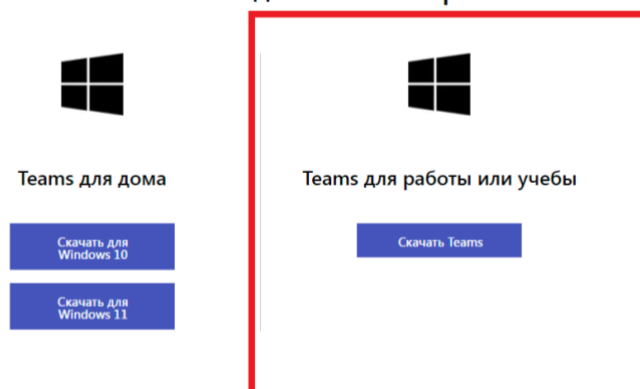 Teams для дома
Скачать для
Windows 10
Скачать для
Windows 11
Teams для работы или учебы
Скачать Teams